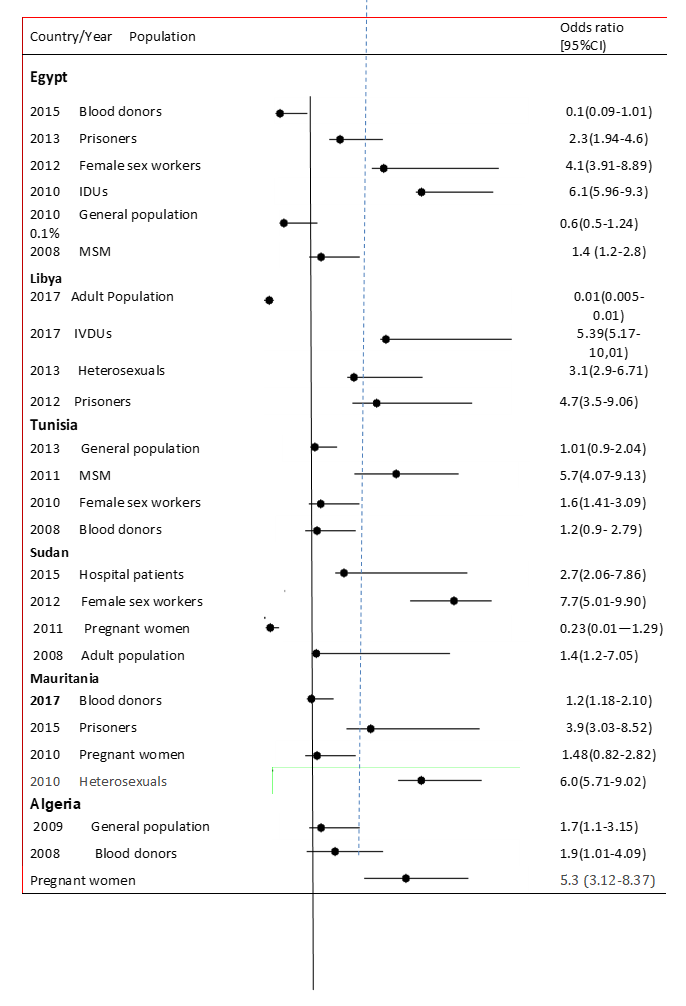 Country/Year Population Odds ratio
[95%CI)
Egypt
2015 Blood donors 0.1(0.09-1.01)
2013 Prisoners 2.3(1.94-4.6)
2012 Female sex workers 4.1(3.91-8.89)
2010 IDUs 6.1(5.96-9.3)
2010 General population 0.6(0.5-1.24)
0.1%
2008 MSM 1.4 (1.2-2.8)
Libya
2017 Adult Population 0.01(0.005-
0.01)
2017 IVDUs 5.39(5.17-
10,01)
2013 Heterosexuals 3.1(2.9-6.71)
2012 Prisoners 4.7(3.5-9.06)
Tunisia
2013 General population 1.01(0.9-2.04)
2011 MSM 5.7(4.07-9.13)
2010 Female sex workers 1.6(1.41-3.09)
2008 Blood donors 1.2(0.9- 2.79)
Sudan
2015 Hospital patients 2.7(2.06-7.86)
2012 Female sex workers 7.7(5.01-9.90)
2011 Pregnant women 0.23(0.01—1.29)
2008 Adult population 1.4(1.2-7.05)
Mauritania
2017 Blood donors 1.2(1.18-2.10)
2015 Prisoners 3.9(3.03-8.52)
2010 Pregnant women 1.48(0.82-2.82)
2010 Heterosexuals 6.0(5.71-9.02)
Algeria
2009 General population 1.7(1.1-3.15)
2008 Blood donors 1.9(1.01-4.09)
Pregnant women 5.3 (3.12-8.37)